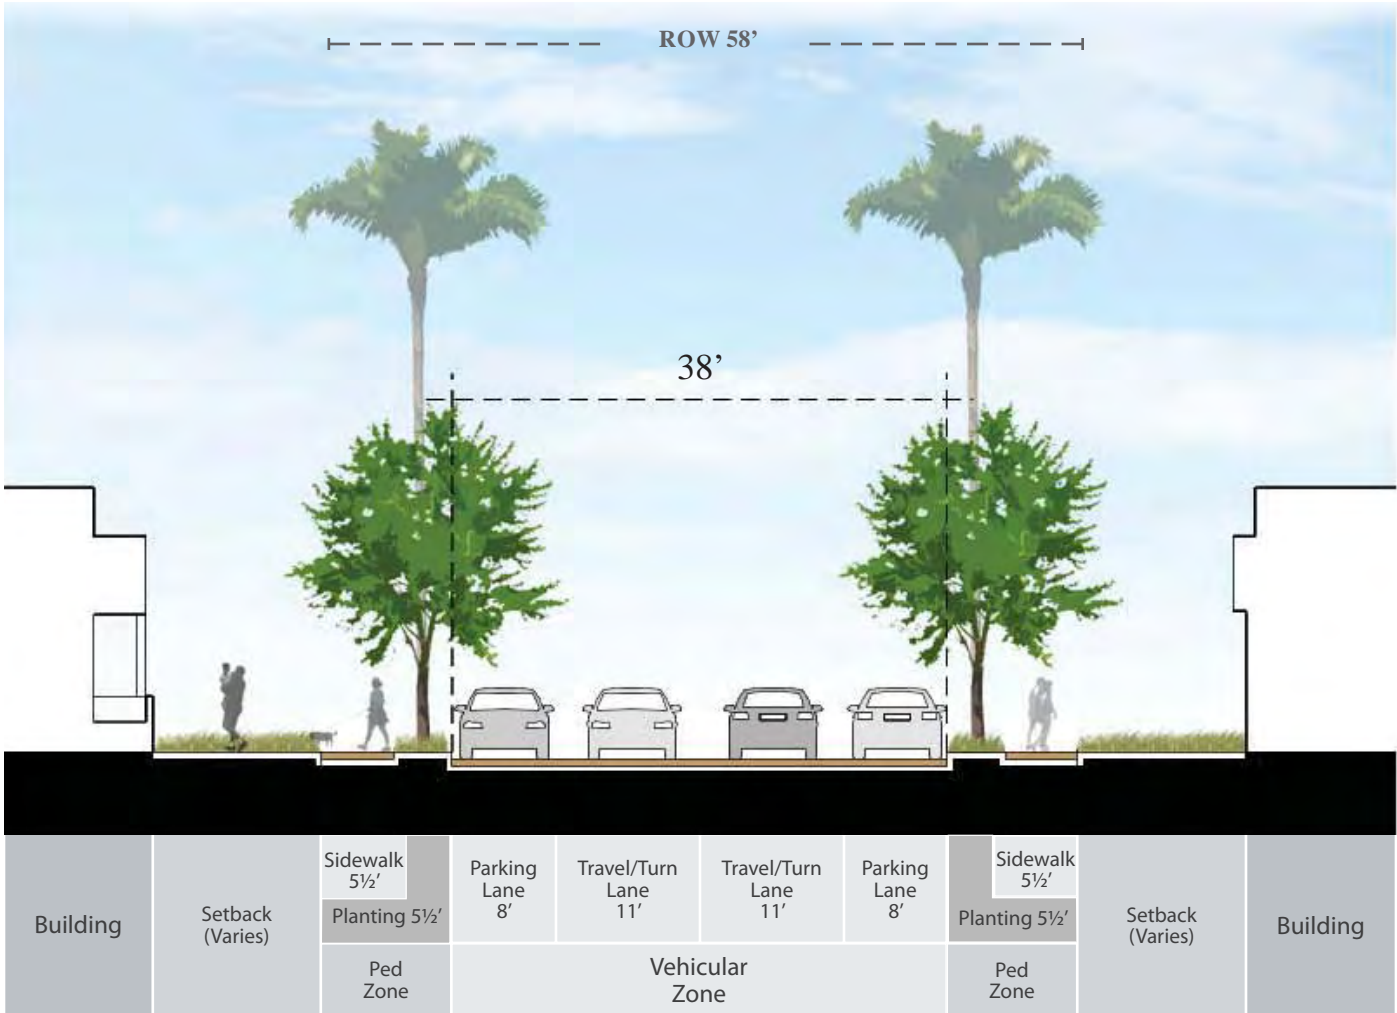 ROW 58’
38’
Building
Setback
(Varies)
Sidewalk
5½’
Planting 5½’
Ped
Zone
Parking
Lane
8’
Travel/Turn
Lane
11’
Travel/Turn
Lane
11’
Parking
Lane
8’
Vehicular
Zone
Sidewalk
5½’
Planting 5½’
Ped
Zone
Setback
(Varies)
Building